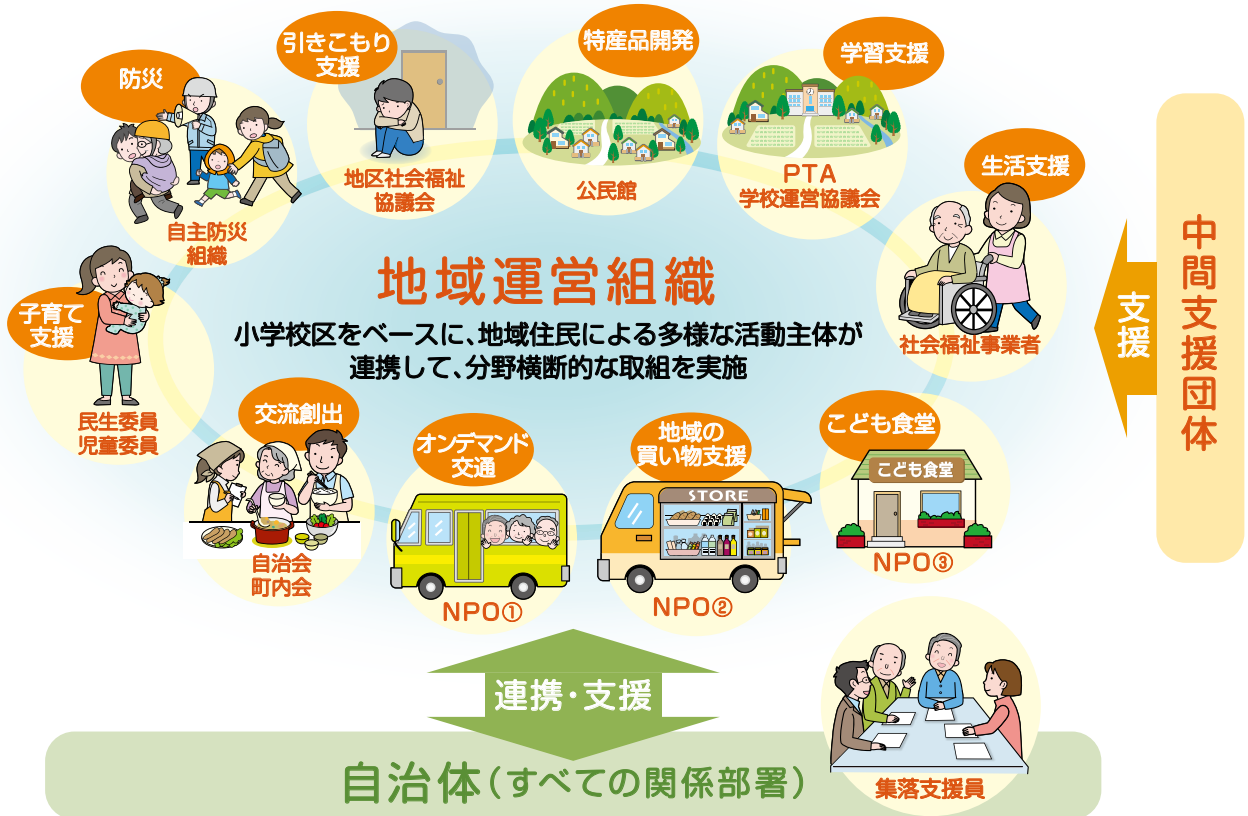 引きこもり
支援
地区社会福祉
協議会
特産品開発
公民館
学習支援
PTA
学校運営協議会
防災
自主防災
組織
生活支援
社会福祉事業者
子育て
支援
民生委員
児童委員
地域運営組織
小学校区をベースに、地域住民による多様な活動主体が
連携して、分野横断的な取組を実施
交流創出
自治会
町内会
オンデマンド
交通
NPO①
地域の
買い物支援
STORE
NPO②
こども食堂
こども食堂
NPO③
支援
中間支援団体
連携・支援
自治体(すべての関係部署)
集落支援員